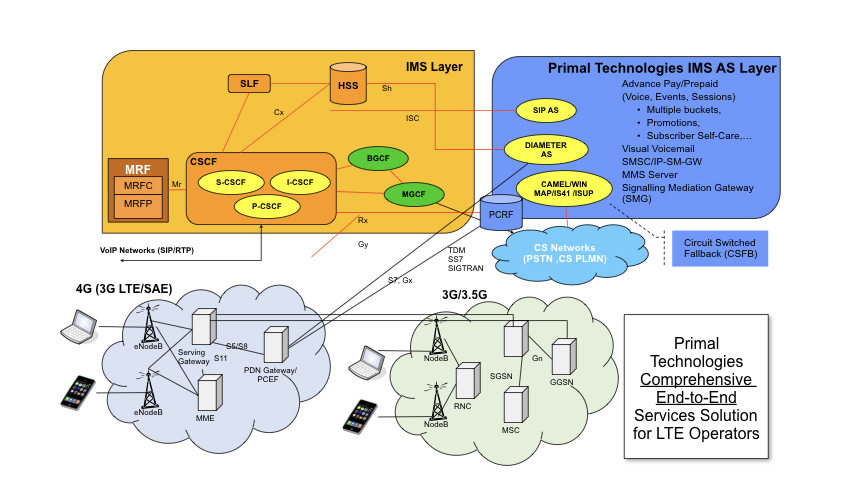 IMS Layer
SLF
HSS
Sh
Cx
ISC
CSCF
S-CSCF
I-CSCF
P-CSCF
BGCF
MGCF
MRF
MRFC
MRFP
Mr
Rx
Gy
VoIP Networks (SIP/RTP)
Primal Technologies IMS AS Layer
SIP AS
DIAMETER
AS
CAMEL/WIN
MAP/IS41 /ISUP
Advance Pay/Prepaid
(Voice, Events, Sessions)
• Multiple buckets,
• Promotions,
• Subscriber Self-Care,…
Visual Voicemail
SMSC/IP-SM-GW
MMS Server
Signalling Mediation Gateway
(SMG)
PCRF
TDM
SS7
SIGTRAN
CS Networks
(PSTN ,CS PLMN)
Circuit Switched
Fallback (CSFB)
S7, Gx
4G (3G LTE/SAE)
eNodeB
Serving
Gateway
S5/S8
S11
PDN Gateway/
PCEF
eNodeB
MME
3G/3.5G
NodeB
SGSN
Gn
GGSN
RNC
NodeB
MSC
Primal
Technologies
Comprehensive
End-to-End
Services Solution
for LTE Operators